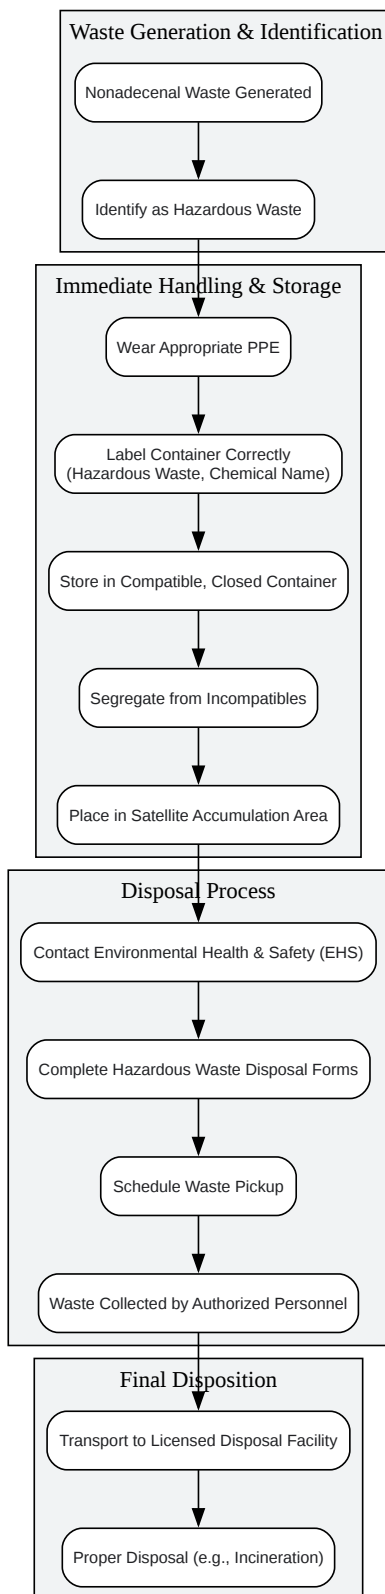 Waste Generation & Identification
Nonadecenal Waste Generated
Identify as Hazardous Waste
Immediate Handling & Storage
Wear Appropriate PPE
Label Container Correctly
(Hazardous Waste, Chemical Name)
Store in Compatible, Closed Container
Segregate from Incompatibles
Place in Satellite Accumulation Area
Disposal Process
Contact Environmental Health & Safety (EHS)
Complete Hazardous Waste Disposal Forms
Schedule Waste Pickup
Waste Collected by Authorized Personnel
Final Disposition
Transport to Licensed Disposal Facility
Proper Disposal (e.g., Incineration)